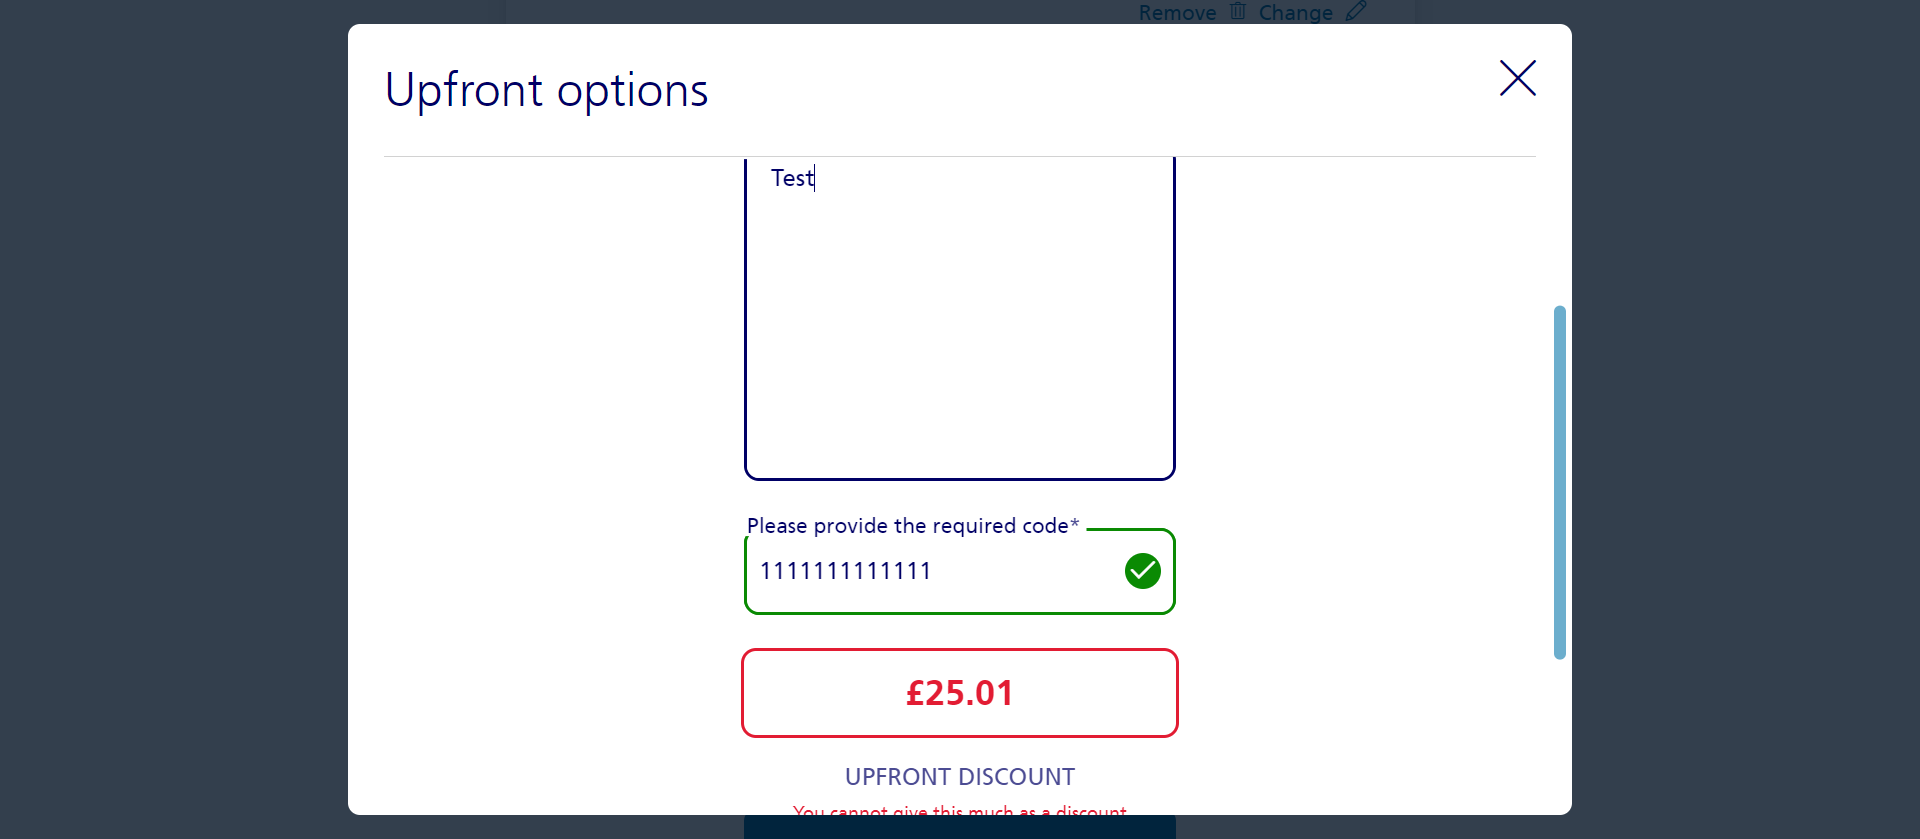 Remove Change
Upfront options
Test
Please provide the required code*
1111111111111
£25.01
UPFRONT DISCOUNT
You cannot give this much as a discount